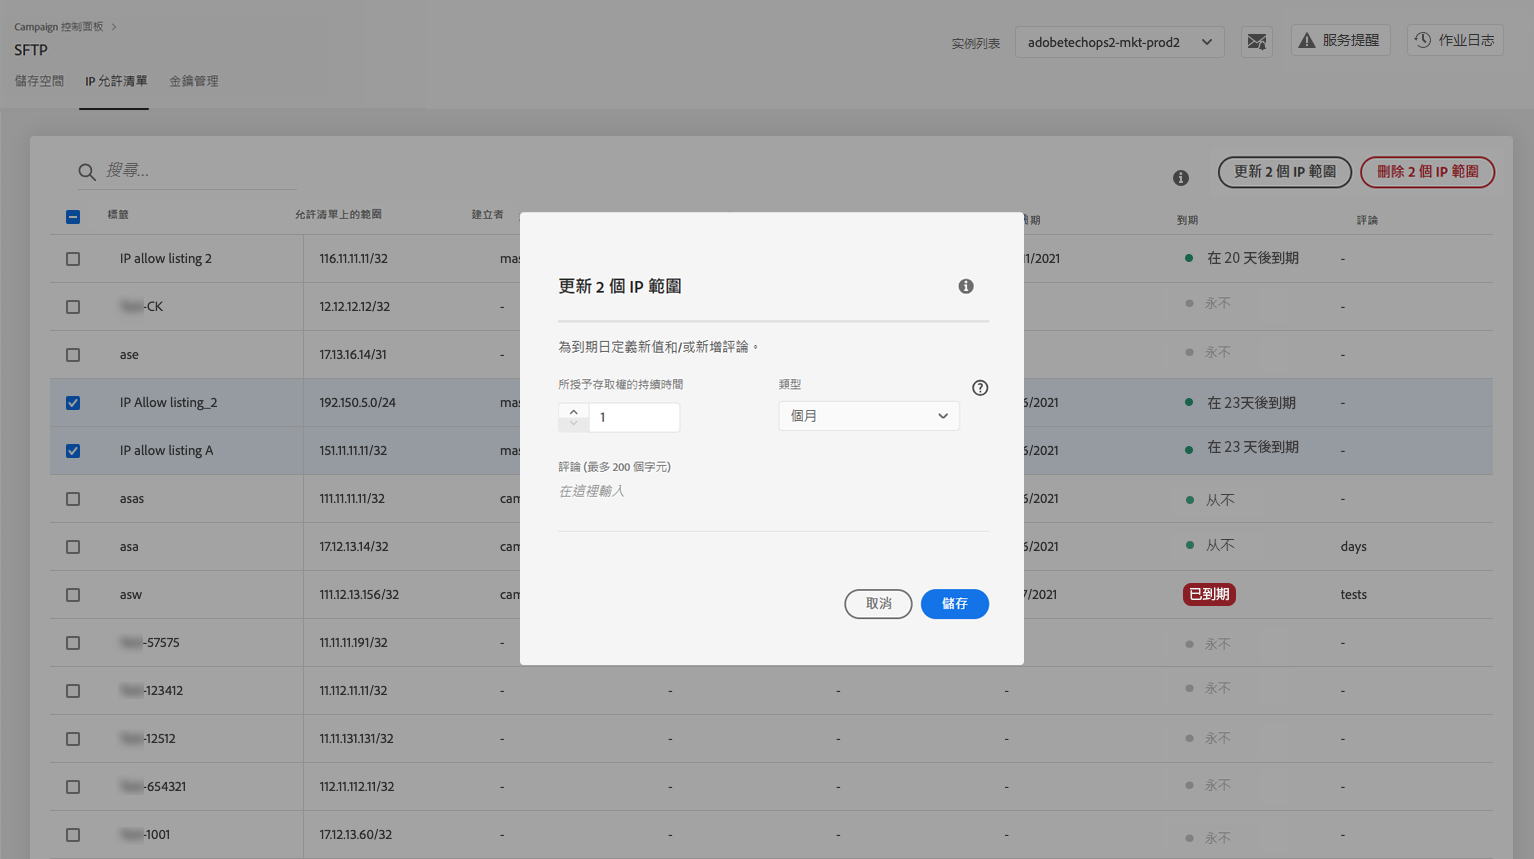 Campaign 控制面板 >
SFTP
實例列表
adobetechops2-mkt-prod2
服务提醒
作业日志
儲存空間
IP 允許清單
金鑰管理
搜尋...
更新 2 個 IP 範圍
刪除 2 個 IP 範圍
標籤 允許清單上的範圍 建立者 期 到期 評論
IP allow listing 2 116.11.11.11/32 mas 11/2021 在 20 天後到期 -
-CK 12.12.12.12/32 - 永不 -
ase 17.13.16.14/31 - 永不 -
IP Allow listing_2 192.150.5.0/24 mas 6/2021 在 23天後到期 -
IP allow listing A 151.11.11.11/32 mas 6/2021 在 23 天後到期 -
asas 111.11.11.11/32 cam 6/2021 从不 -
asa 17.12.13.14/32 cam 6/2021 从不 days
asw 111.12.13.156/32 cam 7/2021 已到期 tests
-57575 11.11.11.191/32 - 永不 -
-123412 11.112.11.11/32 - - - - 永不 -
-12512 11.11.131.131/32 - - - - 永不 -
-654321 112.11.112.11/32 - - - - 永不 -
-1001 17.12.13.60/32 - - - - 永不 -
更新 2 個 IP 範圍
為到期日定義新值和/或新增評論。
所授予存取權的持續時間
類型
1
個月
評論 (最多 200 個字元)
在這裡輸入
取消
儲存